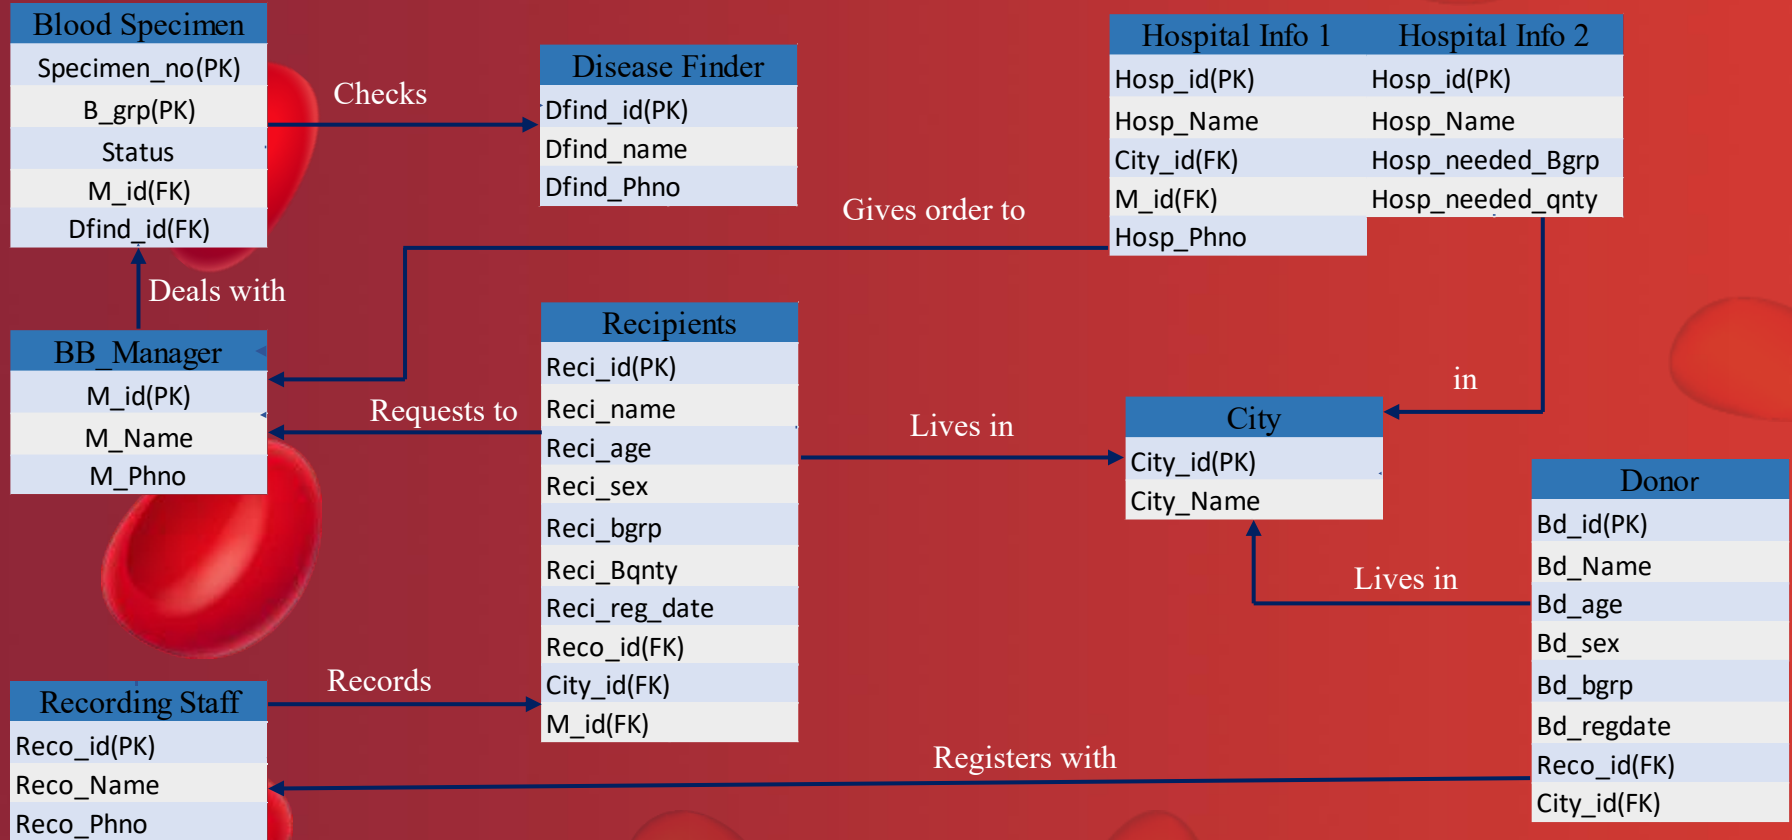 Blood Specimen
Specimen_no(PK)
B_grp(PK)
Status
M_id(FK)
Dfind_id(FK)
Checks
Disease Finder
Dfind_id(PK)
Dfind_name
Dfind_Phno
Hospital Info 1
Hosp_id(PK)
Hosp_Name
City_id(FK)
M_id(FK)
Hosp_Phno
Hospital Info 2
Hosp_id(PK)
Hosp_Name
Hosp_needed_Bgrp
Hosp_needed_qnty
Gives order to
Deals with
BB_Manager
M_id(PK)
M_Name
M_Phno
Requests to
Recipients
Reci_id(PK)
Reci_name
Reci_age
Reci_sex
Reci_bgrp
Reci_Bqnty
Reci_reg_date
Reco_id(FK)
City_id(FK)
M_id(FK)
Lives in
in
City
City_id(PK)
City_Name
Lives in
Donor
Bd_id(PK)
Bd_Name
Bd_age
Bd_sex
Bd_bgrp
Bd_regdate
Reco_id(FK)
City_id(FK)
Records
Recording Staff
Reco_id(PK)
Reco_Name
Reco_Phno
Registers with